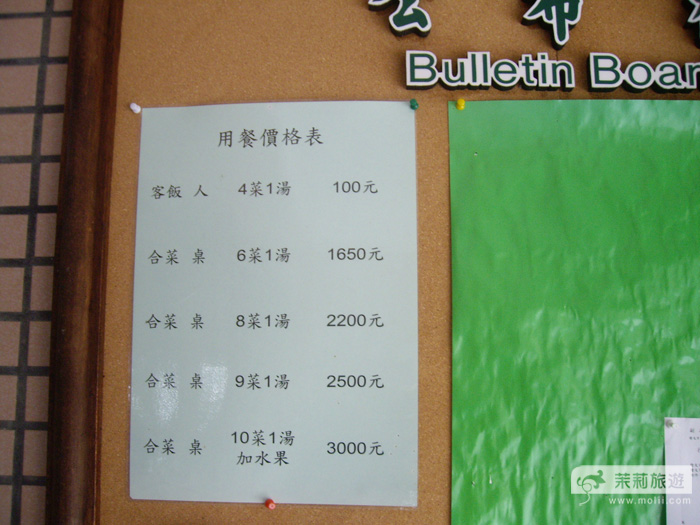 公布
Bulletin Boar
用餐價格表
客飯 人 4菜1湯 100元
合菜 桌 6菜1湯 1650元
合菜 桌 8菜1湯 2200元
合菜 桌 9菜1湯 2500元
合菜 桌 10菜1湯 3000元
加水果
茉莉旅遊
www.molii.com